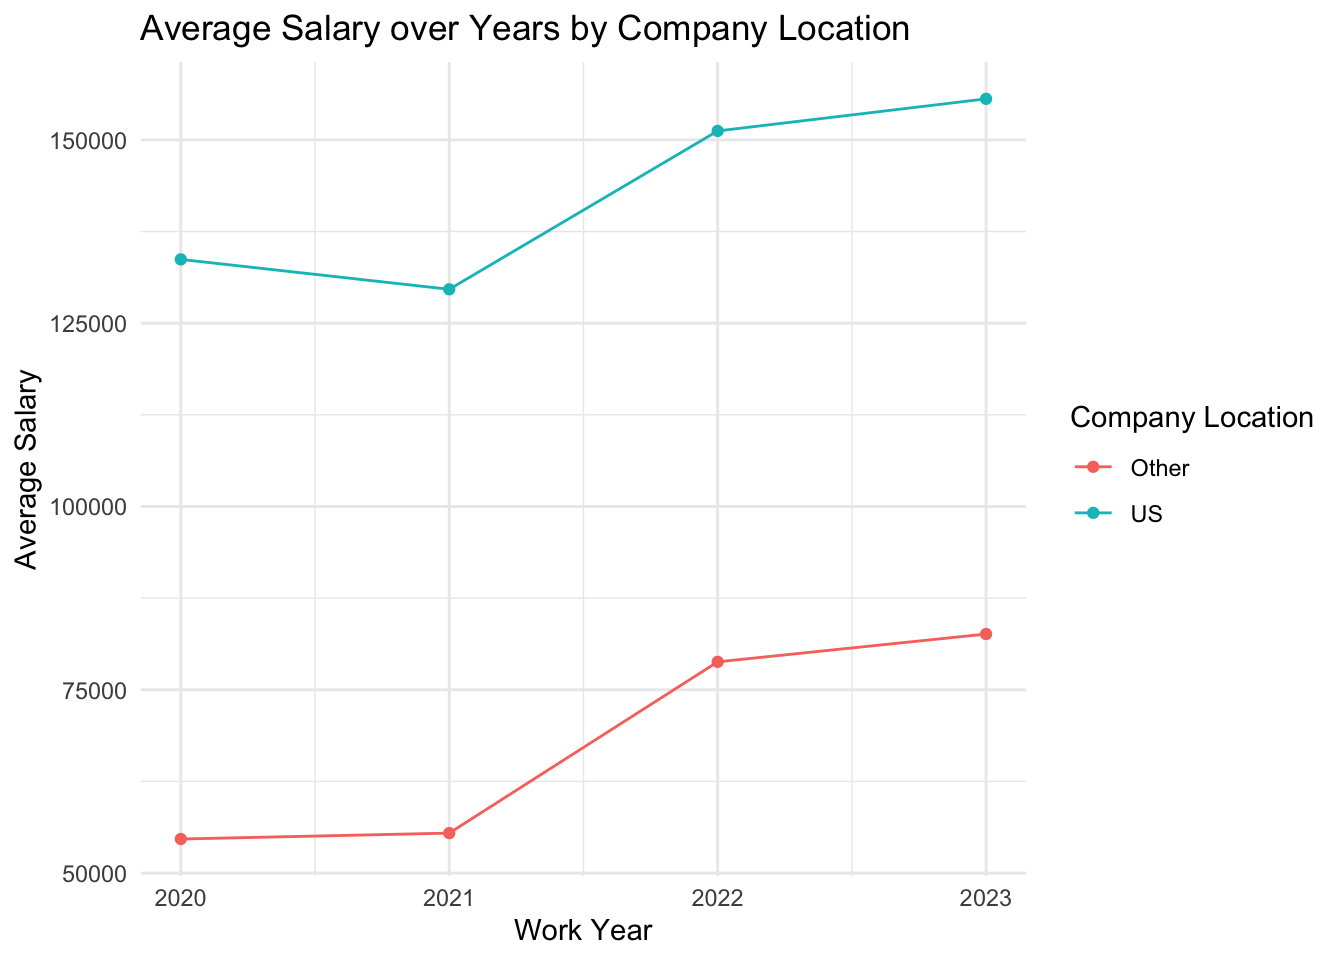 Average Salary over Years by Company Location
Average Salary
150000
125000
100000
75000
50000
2020 2021 2022 2023
Work Year
Company Location
Other
US